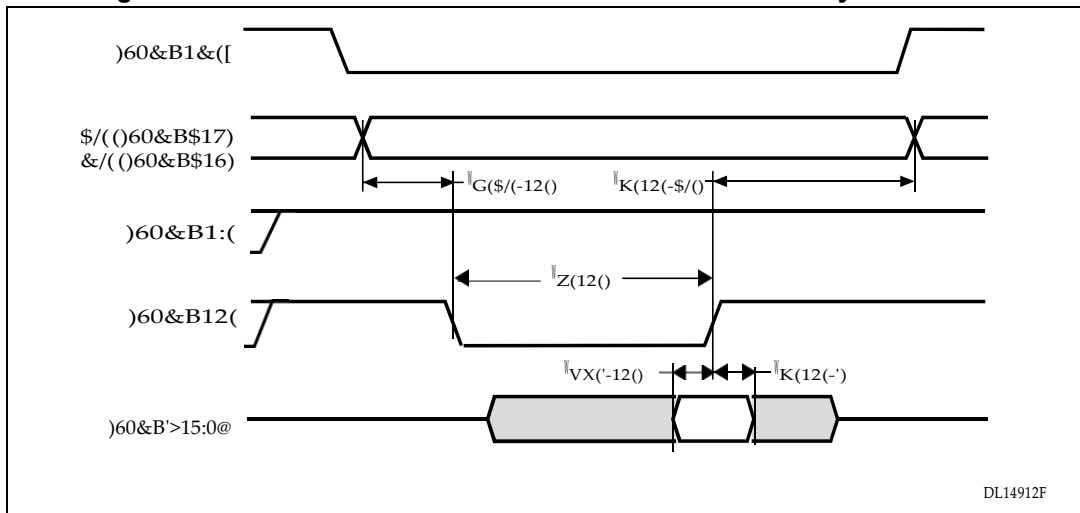 )60&B1&([
$/(()60&B$17)
&/(()60&B$16)
G($/(-12()
K(12(-$/()
)60&B1:(
Z(12()
)60&B12(
VX('-12()
K(12(-')
)60&B'>15:0@
DL14912F